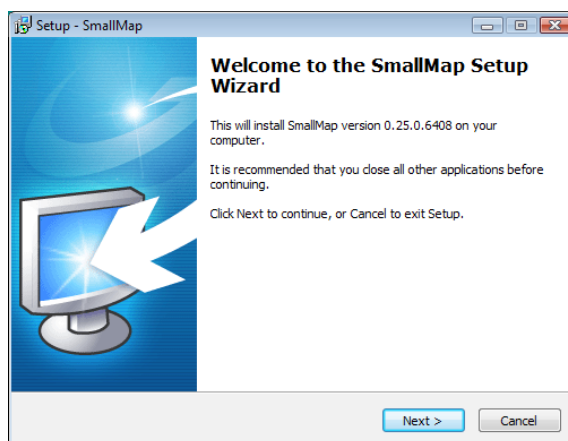 Setup - SmallMap
Welcome to the SmallMap Setup
Wizard
This will install SmallMap version 0.25.0.6408 on your
computer.
It is recommended that you close all other applications before
continuing.
Click Next to continue, or Cancel to exit Setup.
Next >
Cancel